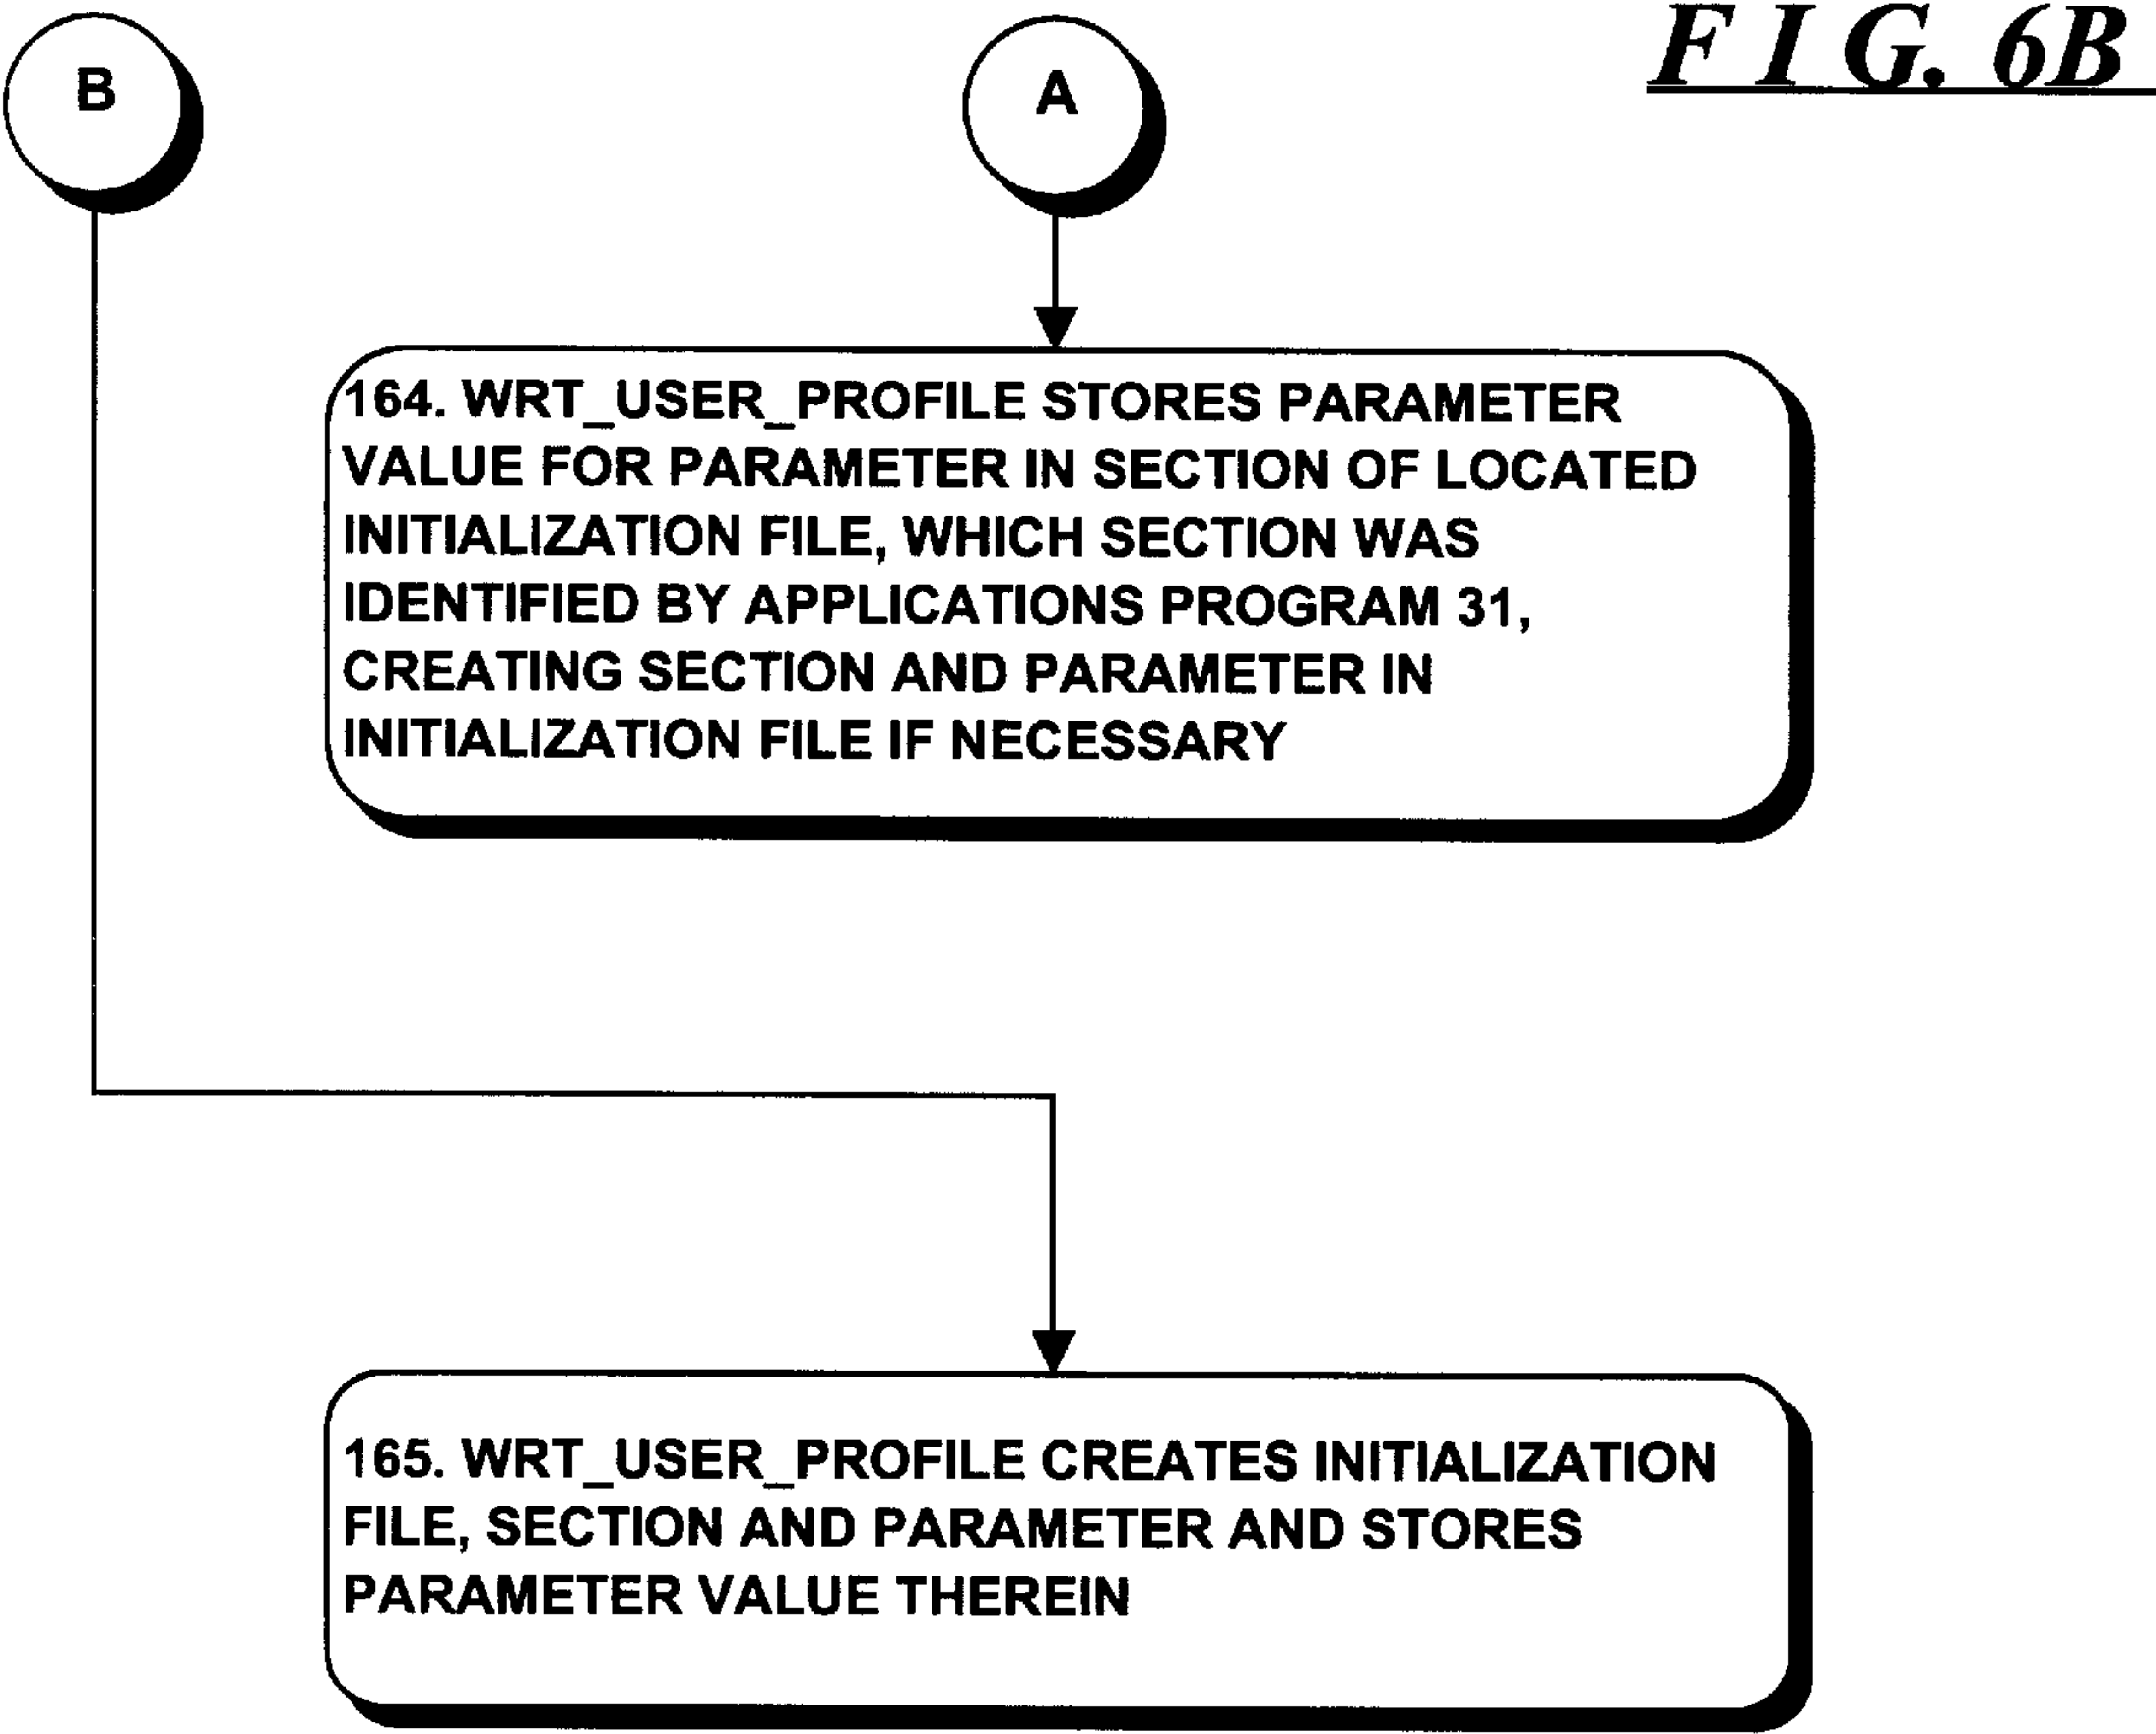 F I G. 6B
B
A
164. WRT_USER_PROFILE STORES PARAMETER
VALUE FOR PARAMETER IN SECTION OF LOCATED
INITIALIZATION FILE, WHICH SECTION WAS
IDENTIFIED BY APPLICATIONS PROGRAM 31,
CREATING SECTION AND PARAMETER IN
INITIALIZATION FILE IF NECESSARY
165. WRT_USER_PROFILE CREATES INITIALIZATION
FILE, SECTION AND PARAMETER AND STORES
PARAMETER VALUE THEREIN